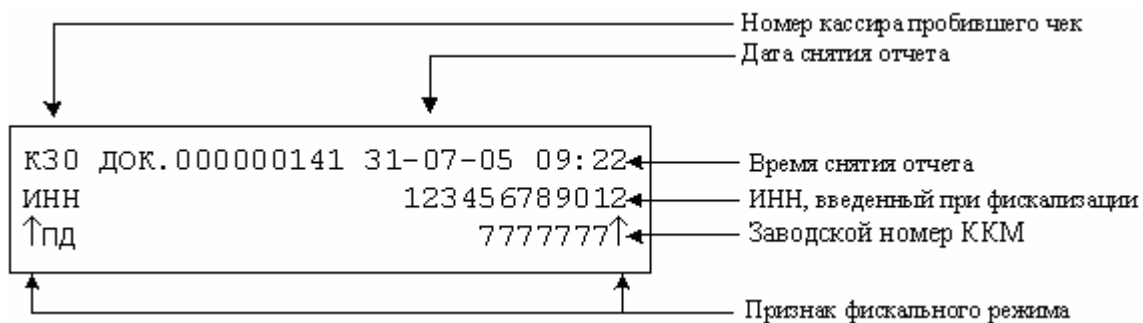 Номер кассира пробившего чек
Дата снятия отчета
К30 ДОК.000000141 31-07-05 09:22
Время снятия отчета
ИНН 123456789012
ИНН, введенный при фискализации
↑ПД 7777777↑
Заводской номер ККМ
Признак фискального режима